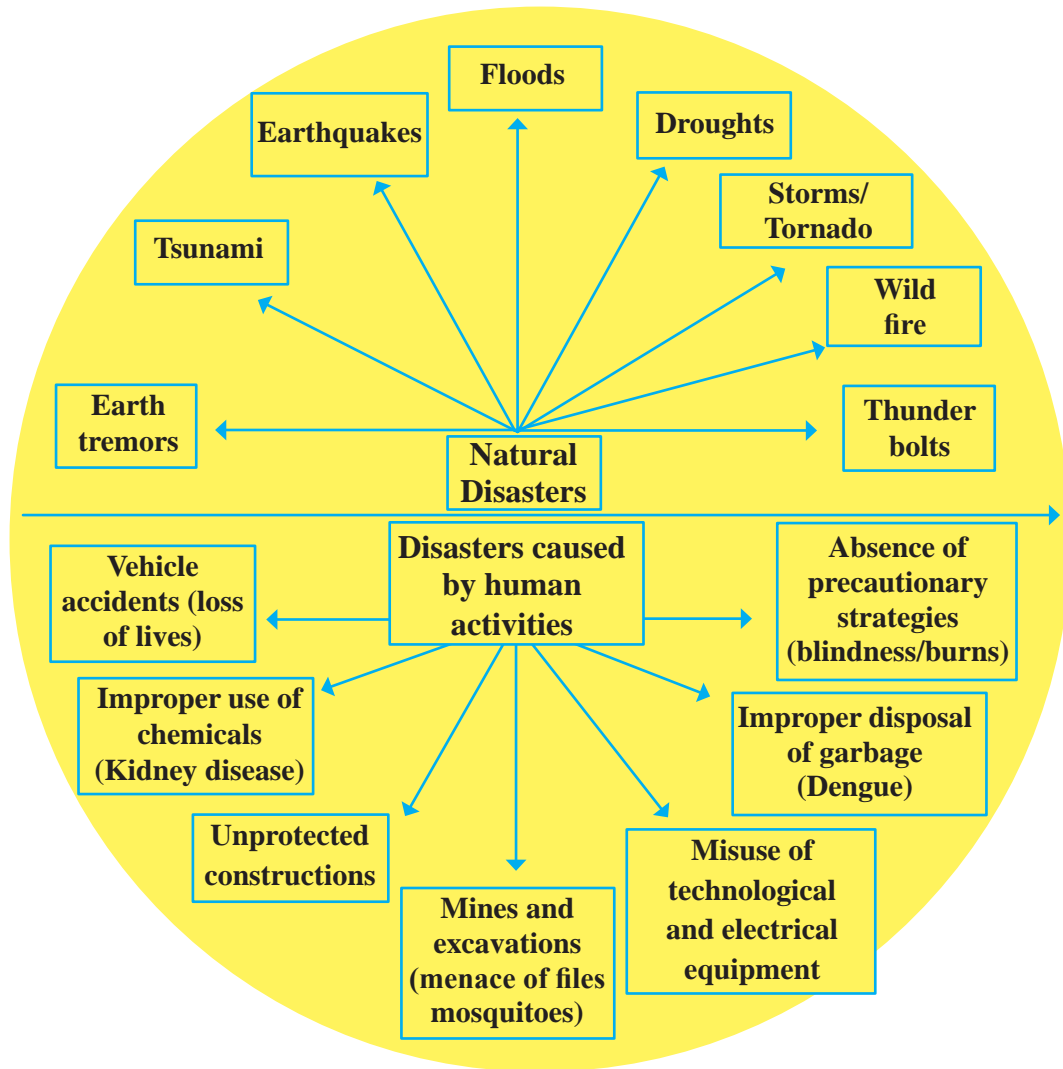 Floods
Earthquakes
Droughts
Storms/
Tornado
Tsunami
Wild
fire
Earth
tremors
Thunder
bolts
Natural
Disasters
Disasters caused
by human
activities
Vehicle
accidents (loss
of lives)
Absence of
precautionary
strategies
(blindness/burns)
Improper use of
chemicals
(Kidney disease)
Improper disposal
of garbage
(Dengue)
Unprotected
constructions
Mines and
excavations
(menace of files
mosquitoes)
Misuse of
technological
and electrical
equipment